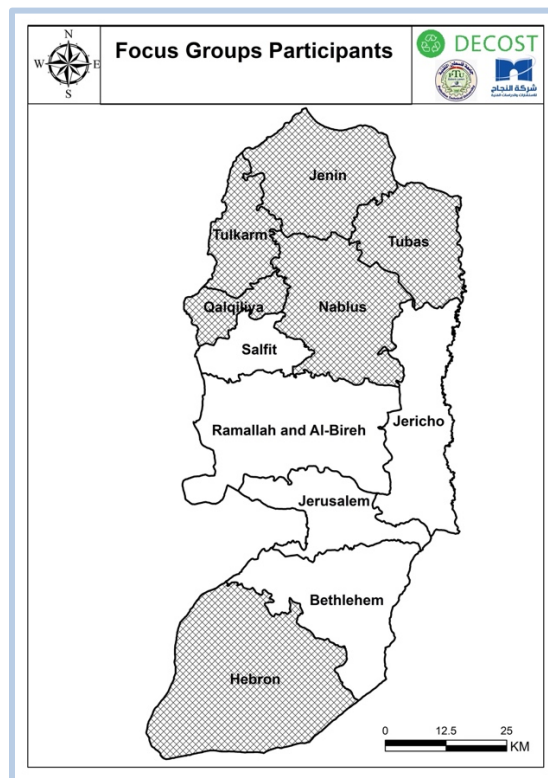 N
W E
S
Focus Groups Participants
DECOST
PTU
شركة النجاح
Jenin
Tulkarm
Tubas
Qalqiliya
Nablus
Salfit
Jericho
Ramallah and Al-Bireh
Jerusalem
Bethlehem
Hebron
0 12.5 25
KM